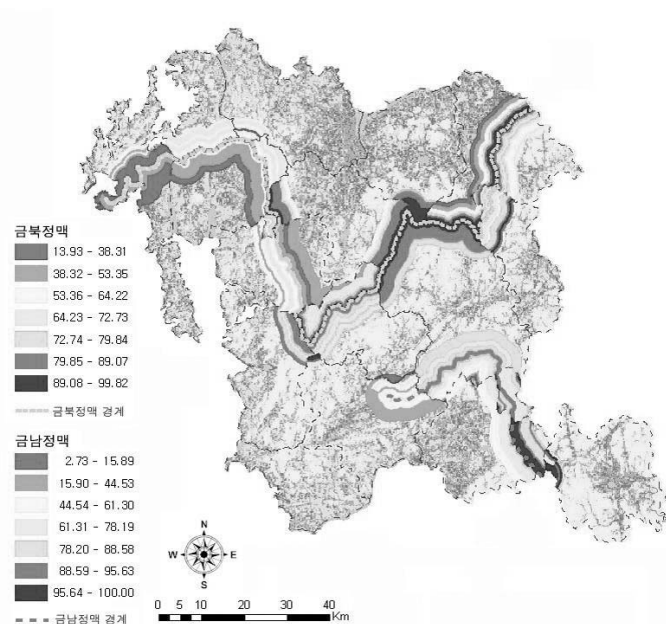 금북정맥
13.93 - 38.31
38.32 - 53.35
53.36 - 64.22
64.23 - 72.73
72.74 - 79.84
79.85 - 89.07
89.08 - 99.82
금북정맥 경계
금남정맥
2.73 - 15.89
15.90 - 44.53
44.54 - 61.30
61.31 - 78.19
78.20 - 88.58
88.59 - 95.63
95.64 - 100.00
금남정맥 경계
N
W E
S
0 5 10 20 30 40
Km